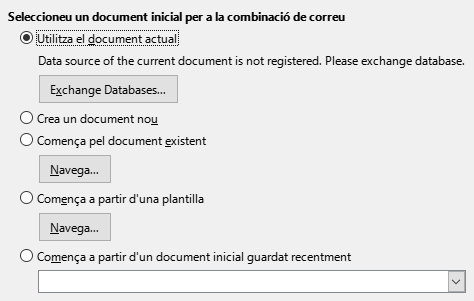 Seleccioneu un document inicial per a la combinació de correu
Utilitza el document actual
Data source of the current document is not registered. Please exchange database.
Exchange Databases...
Crea un document nou
Comença pel document existent
Navega...
Comença a partir d'una plantilla
Navega...
Comença a partir d'un document inicial guardat recentment